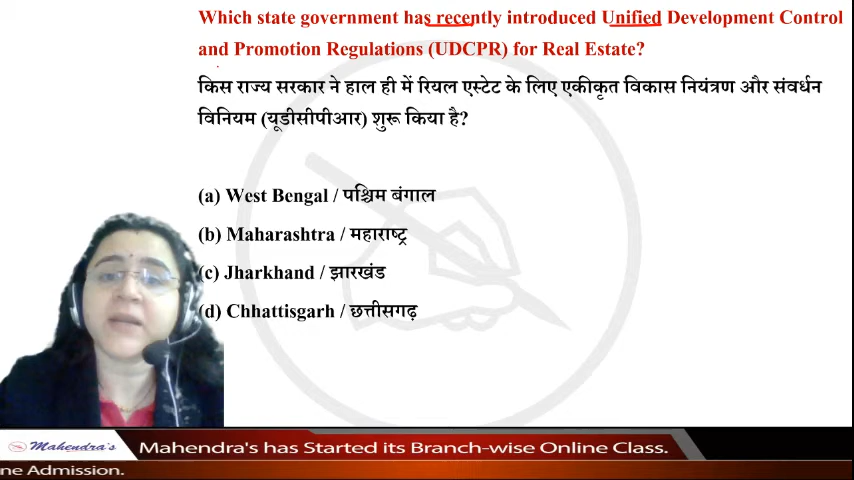 Which state government has recently introduced Unified Development Control
and Promotion Regulations (UDCPR) for Real Estate?
किस राज्य सरकार ने हाल ही में रियल एस्टेट के लिए एकीकृत विकास नियंत्रण और संवर्धन
विनियम (यूडीसीपीआर) शुरू किया है?
(a) West Bengal / पश्चिम बंगाल
(b) Maharashtra / महाराष्ट्र
(c) Jharkhand / झारखंड
(d) Chhattisgarh / छत्तीसगढ़
Mahendra's
Mahendra's has Started its Branch-wise Online Class.
ne Admission.